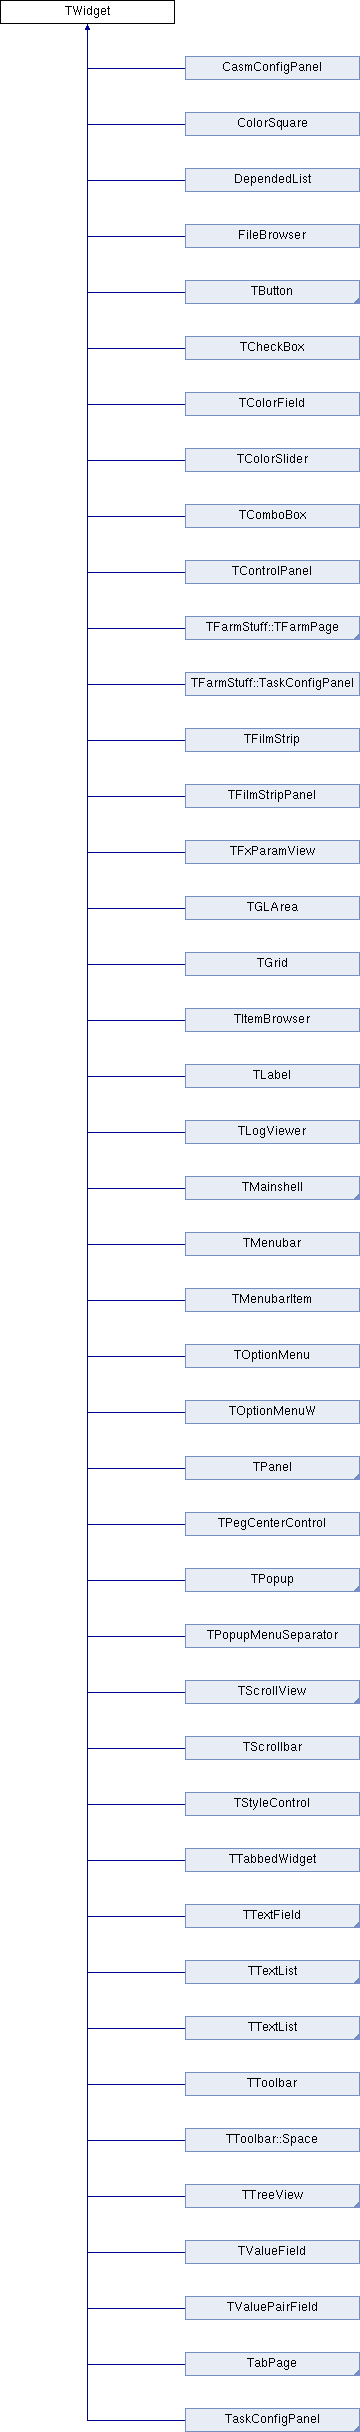 TWidget
CasmConfigPanel
ColorSquare
DependedList
FileBrowser
TButton
TCheckBox
TColorField
TColorSlider
TComboBox
TControlPanel
TFarmStuff::TFarmPage
TFarmStuff::TaskConfigPanel
TFilmStrip
TFilmStripPanel
TFxParamView
TGLArea
TGrid
TItemBrowser
TLabel
TLogViewer
TMainshell
TMenubar
TMenubarItem
TOptionMenu
TOptionMenuW
TPanel
TPegCenterControl
TPopup
TPopupMenuSeparator
TScrollView
TScrollbar
TStyleControl
TTabbedWidget
TTextField
TTextList
TTextList
TToolbar
TToolbar::Space
TTreeView
TValueField
TValuePairField
TabPage
TaskConfigPanel